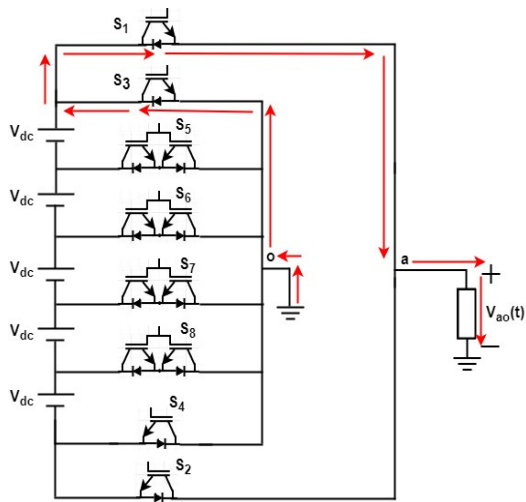 S1
S3
Vdc
S5
Vdc
S6
S7
Vdc
o
a
+
Vao(t)
Vdc
S8
−
Vdc
S4
S2